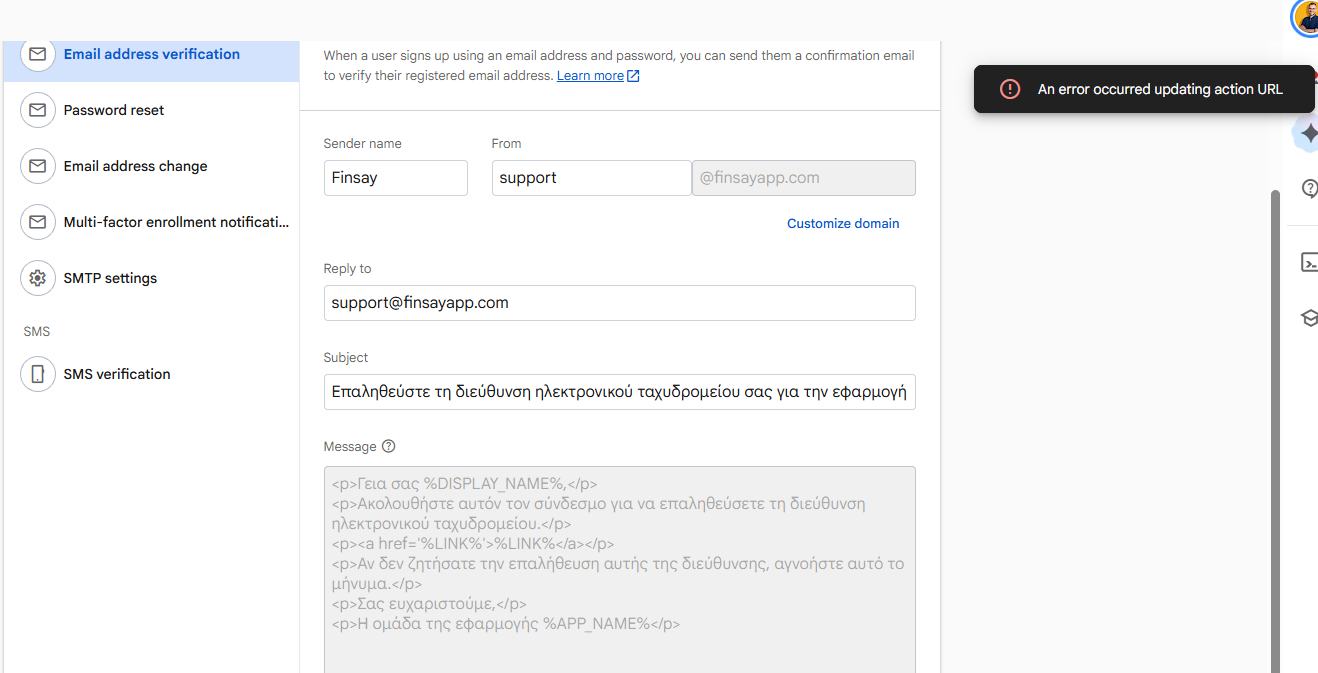 Email address verification
Password reset
Email address change
Multi-factor enrollment notificati...
SMTP settings
SMS
SMS verification
When a user signs up using an email address and password, you can send them a confirmation email
to verify their registered email address. Learn more
Sender name
From
Finsay
support
@finsayapp.com
Customize domain
Reply to
support@finsayapp.com
Subject
Επαληθεύστε τη διεύθυνση ηλεκτρονικού ταχυδρομείου σας για την εφαρμογή
Message
<p>Γεια σας %DISPLAY_NAME%,</p>
<p>Ακολουθήστε αυτόν τον σύνδεσμο για να επαληθεύσετε τη διεύθυνση
ηλεκτρονικού ταχυδρομείου.</p>
<p><a href='%LINK%'>%LINK%</a></p>
<p>Αν δεν ζητήσατε την επαλήθευση αυτής της διεύθυνσης, αγνοήστε αυτό το
μήνυμα.</p>
<p>Σας ευχαριστούμε,</p>
<p>Η ομάδα της εφαρμογής %APP_NAME%</p>
An error occurred updating action URL